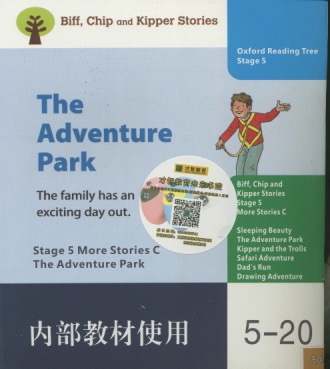 Biff, Chip and Kipper Stories
Oxford Reading Tree
Stage 5
The
Adventure
Park
The family has an
exciting day out.
Stage 5 More Stories C
The Adventure Park
Biff, Chip and
Kipper Stories
Stage 5
More Stories C
Sleeping Beauty
The Adventure Park
Kipper and the Trolls
Safari Adventure
Dad's Run
Drawing Adventure
内部教材使用
5-20